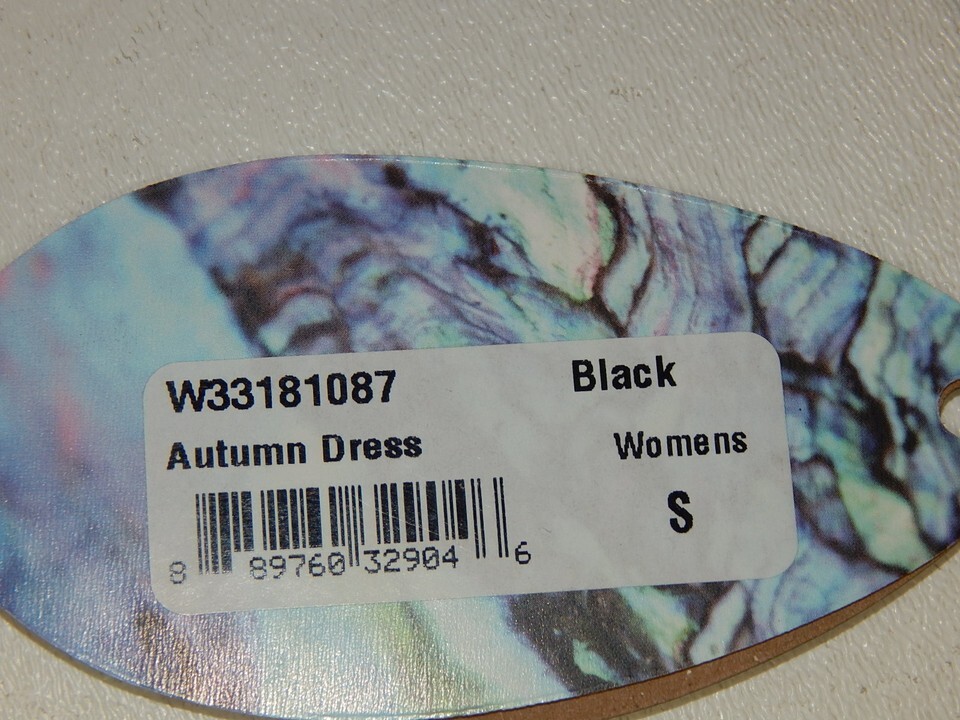 W33181087 Black
Autumn Dress Womens
S
8 89760 32904 6